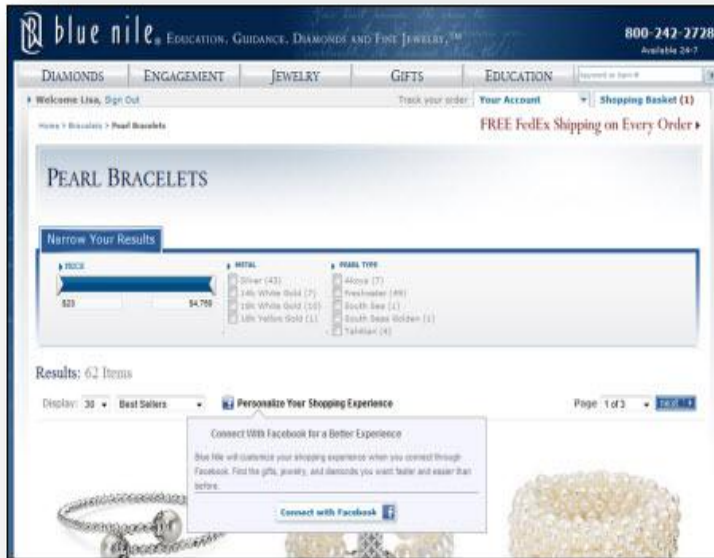 blue nile® EDUCATION, GUIDANCE, DIAMONDS AND FINE JEWELRY.™
800-242-2728
Available 24-7
DIAMONDS ENGAGEMENT JEWELRY GIFTS EDUCATION
Welcome Lisa, Sign Out Track your order Your Account Shopping Basket (1)
Home > Bracelets > Pearl Bracelets
FREE FedEx Shipping on Every Order
PEARL BRACELETS
Narrow Your Results
PRICE METAL PEARL TYPE
Silver (43) Akoya (7)
14k White Gold (7) Freshwater
18k White Gold (10) South Sea (1)
$23 $4,750 18k Yellow Gold (1) South Seas Golden (1)
Tahitian (4)
Results: 62 Items
Display: 30 Best Sellers Personalize Your Shopping Experience Page 1 of 3 next
Connect With Facebook for a Better Experience
Blue Nile will customize your shopping experience when you connect through
Facebook. Find the gifts, jewelry, and diamonds you want faster and easier than
before.
Connect with Facebook